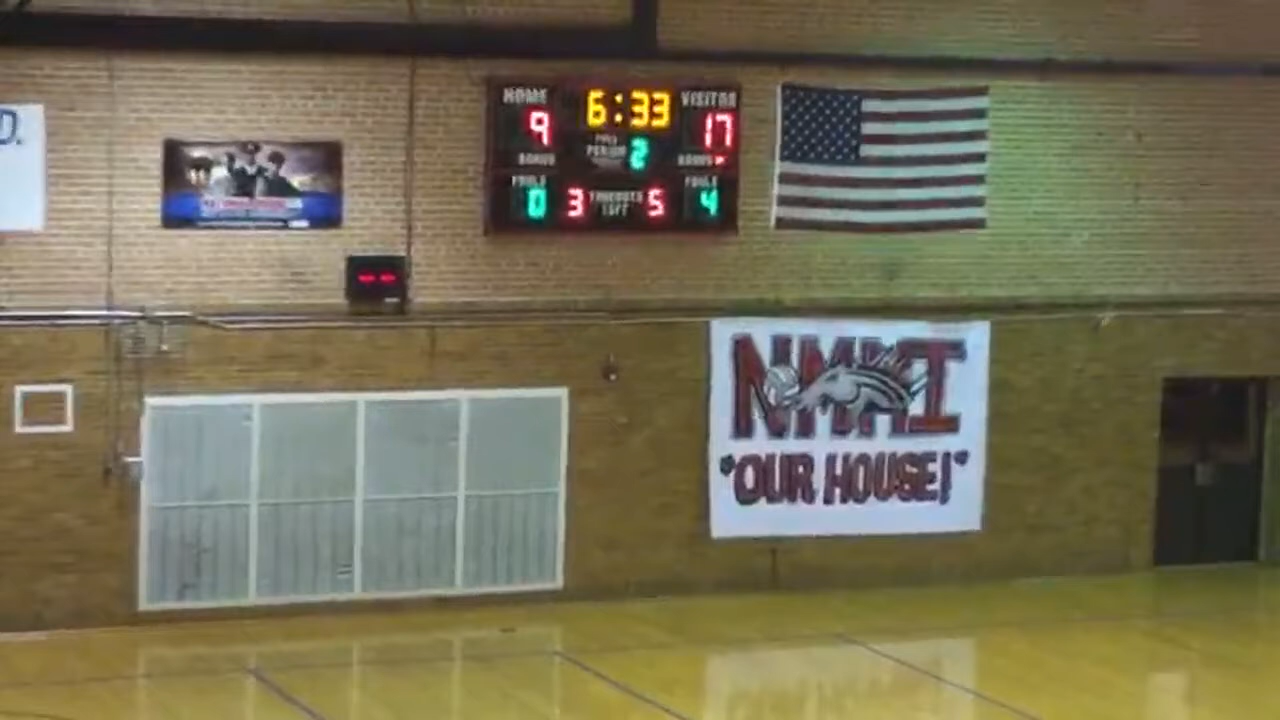 D.
HOME 6:33 VISITOR
9 17
PERIOD 2
BONUS BONUS
FOULS FOULS
0 3 TIMEOUTS LEFT 5 4
NMMI
"OUR HOUSE!"